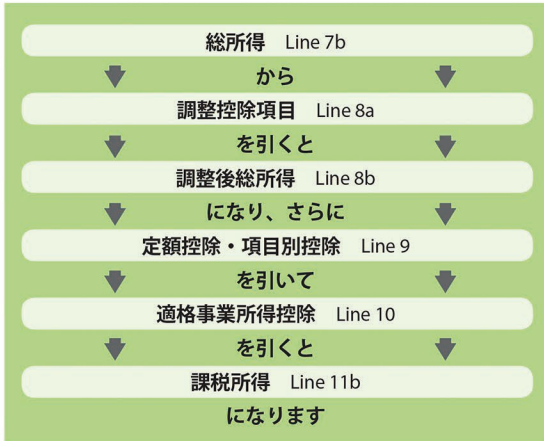 総所得 Line 7b
から
調整控除項目 Line 8a
を引くと
調整後総所得 Line 8b
になり、さらに
定額控除・項目別控除 Line 9
を引いて
適格事業所得控除 Line 10
を引くと
課税所得 Line 11b
になります